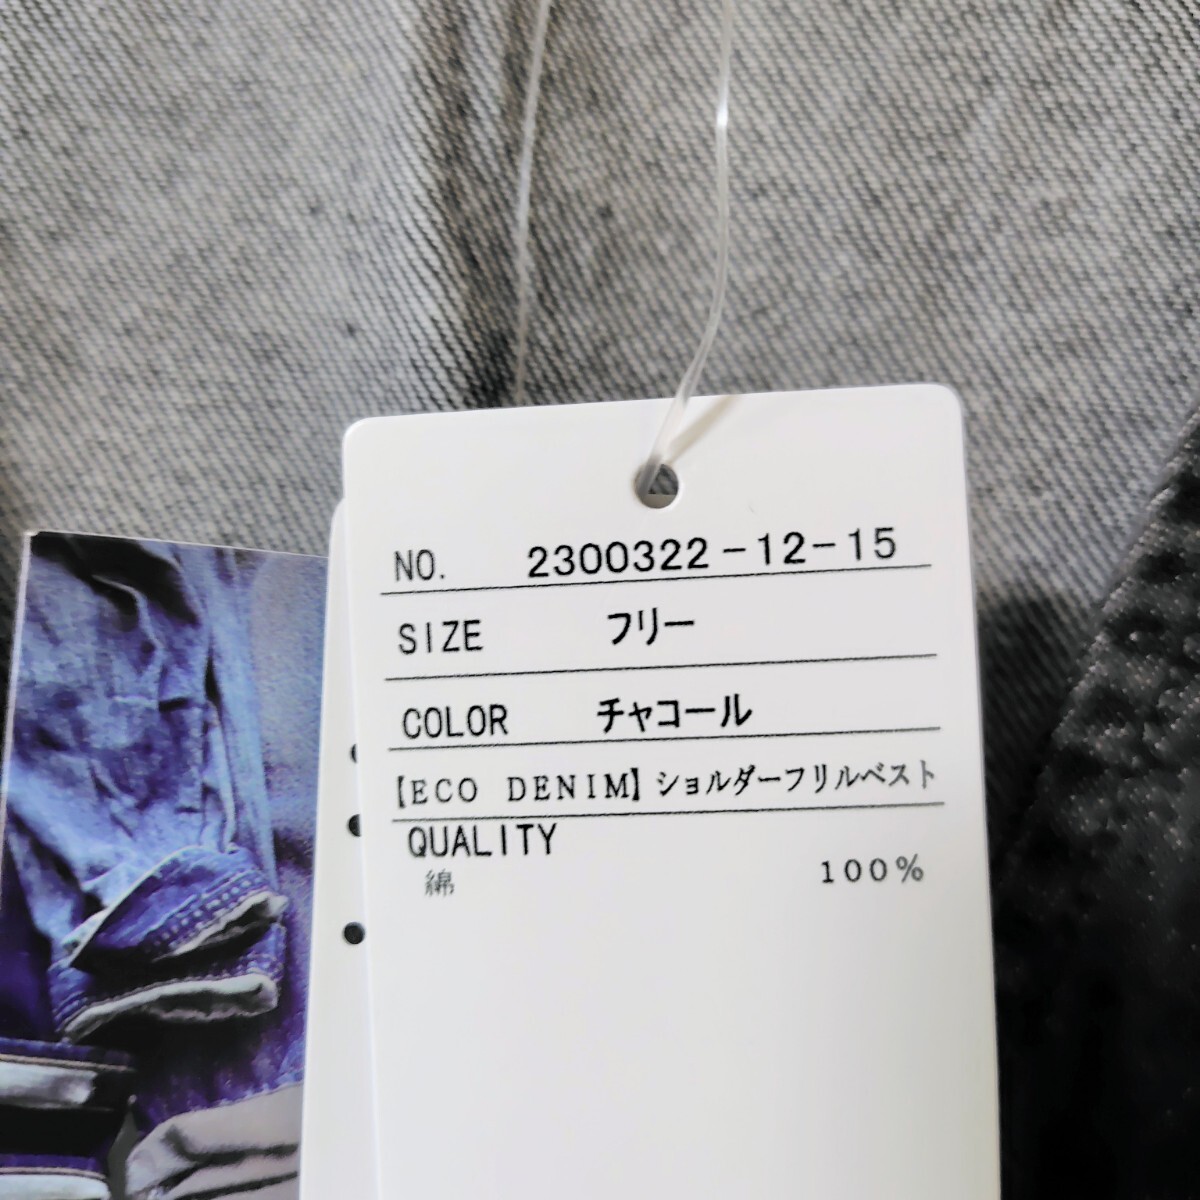 NO. 2300322-12-15
SIZE フリー
COLOR チャコール
【ECO DENIM】ショルダーフリルベスト
QUALITY
綿 100%